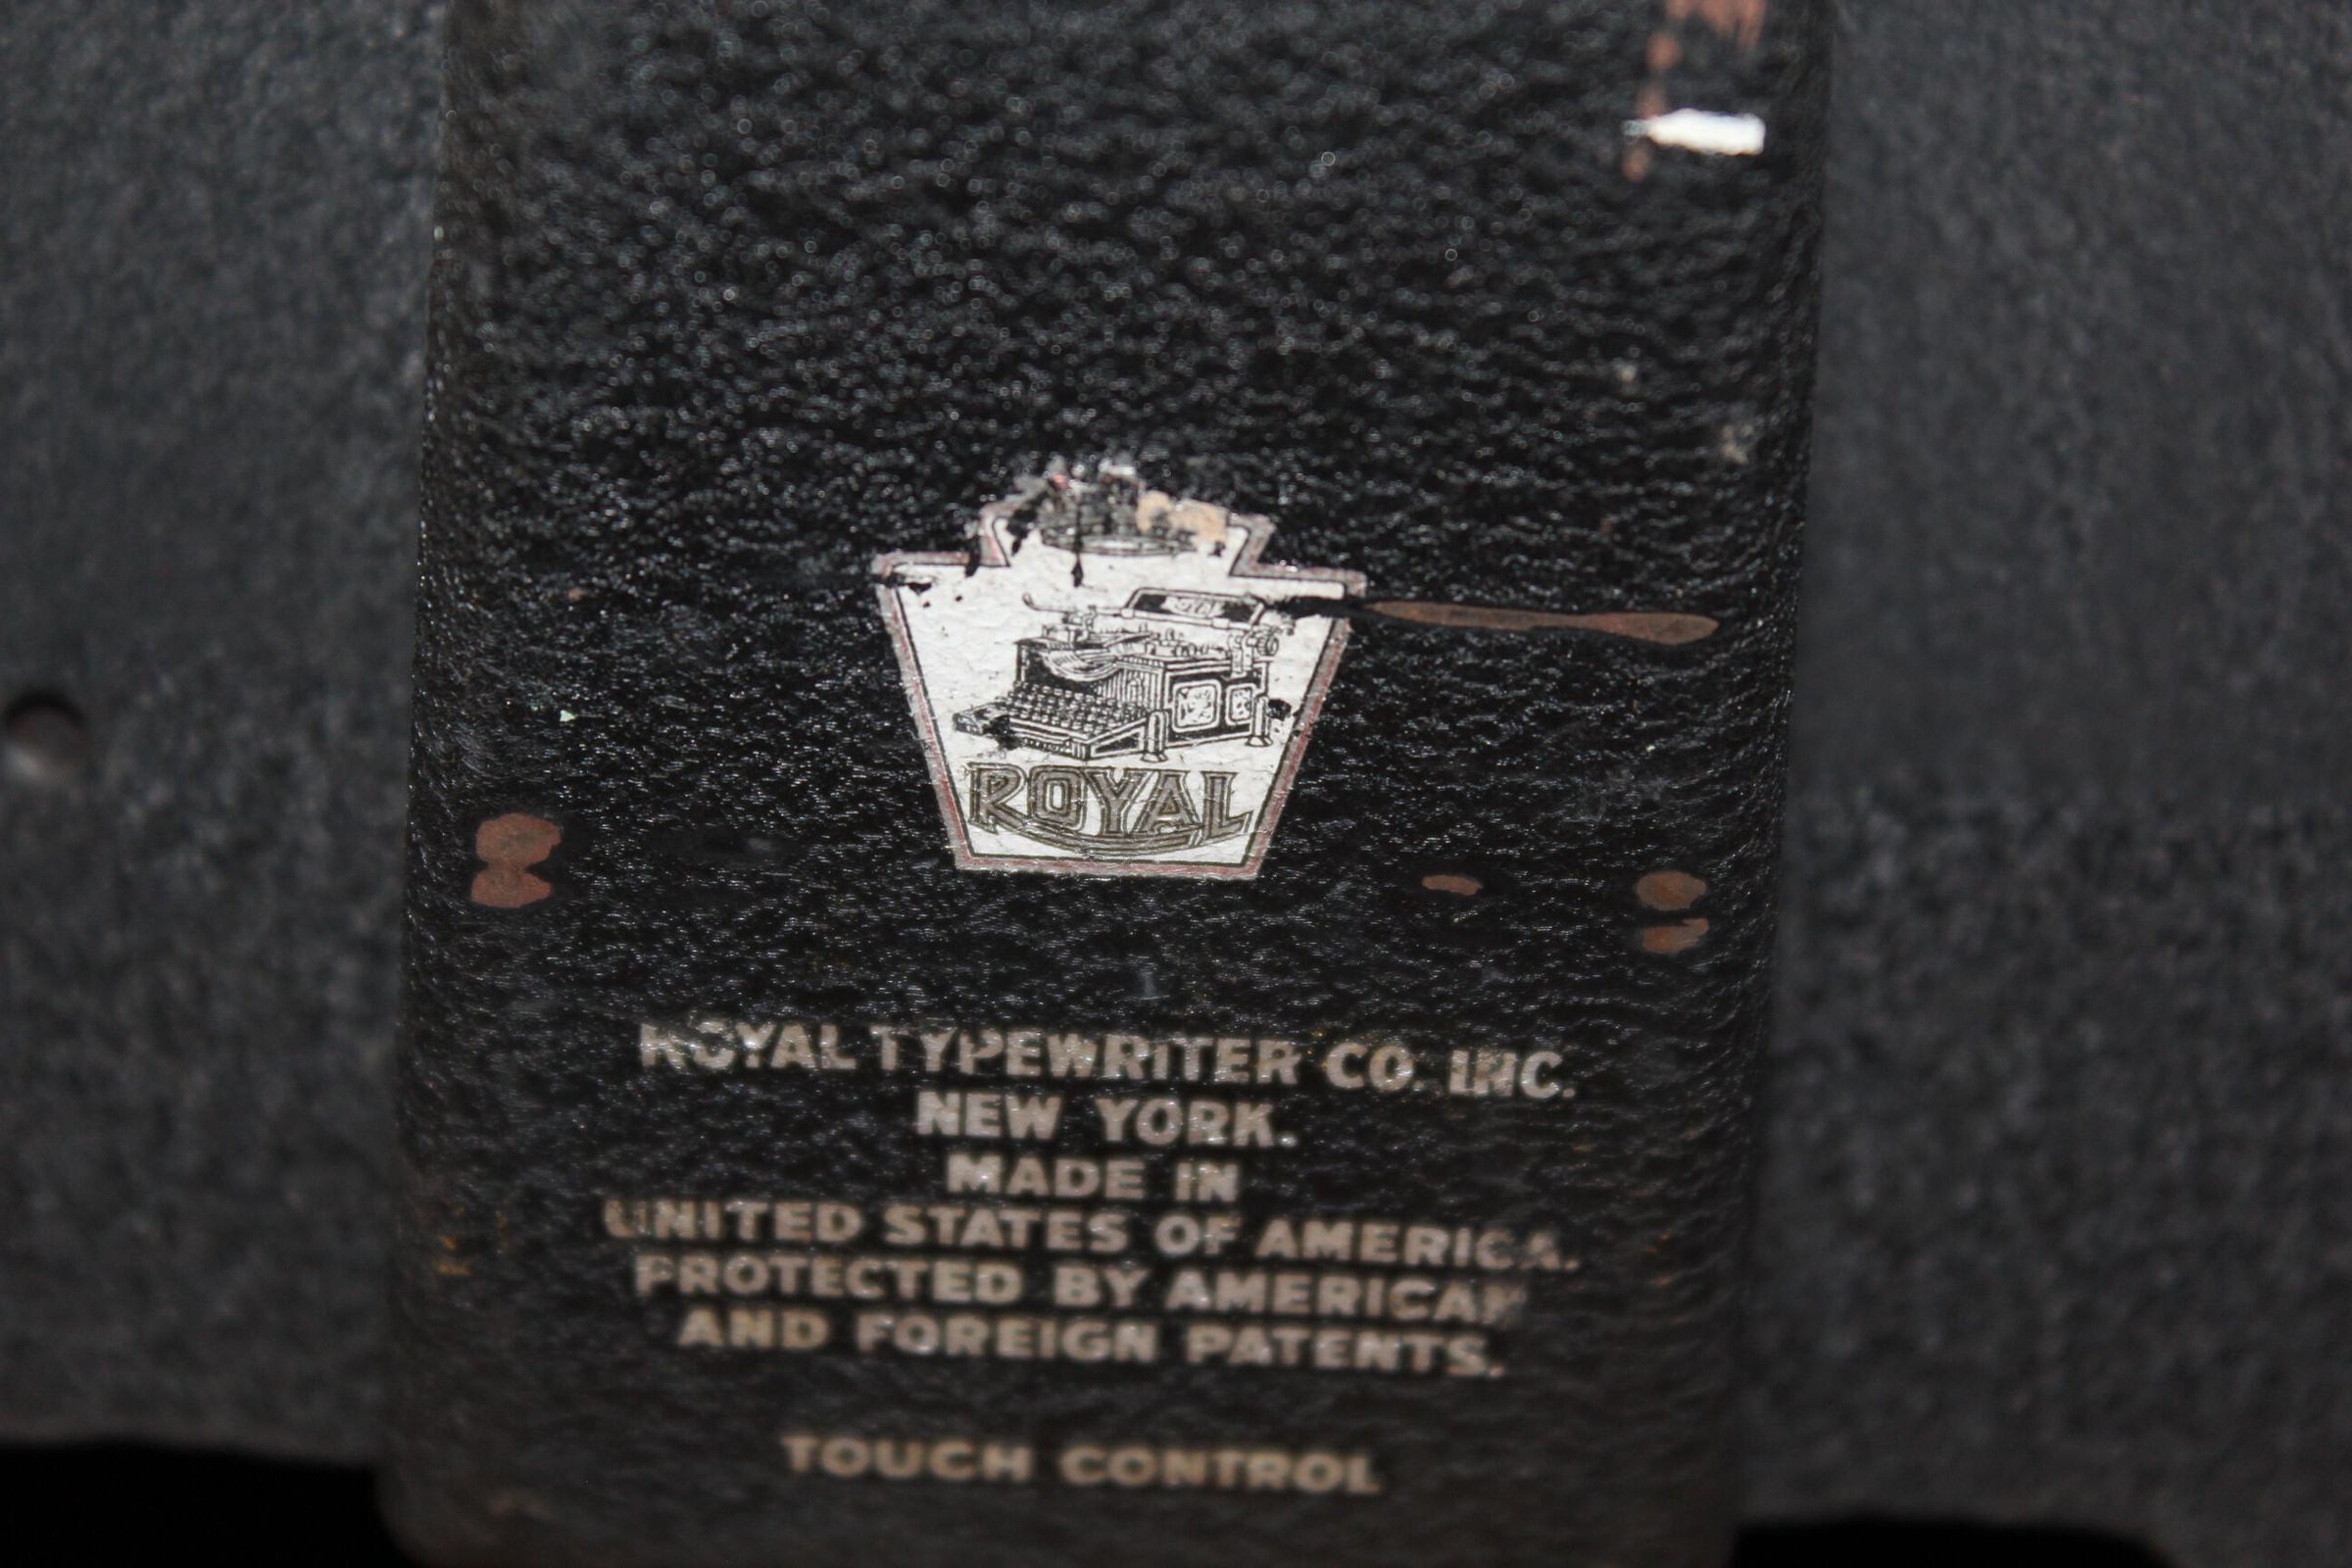 ROYAL
ROYAL TYPEWRITER CO. INC.
NEW YORK.
MADE IN
UNITED STATES OF AMERICA.
PROTECTED BY AMERICAN
AND FOREIGN PATENTS.
TOUCH CONTROL